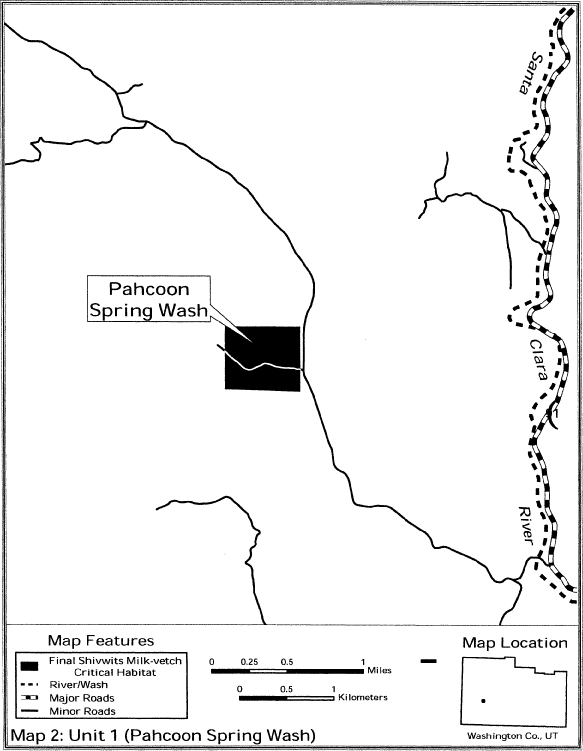 Santa
Pahcoon
Spring Wash
Clara
River
Map Features
Final Shivwits Milk-vetch
Critical Habitat
River/Wash
Major Roads
Minor Roads
0 0.25 0.5 1
Miles
0 0.5 1
Kilometers
Map Location
Washington Co., UT
Map 2: Unit 1 (Pahcoon Spring Wash)